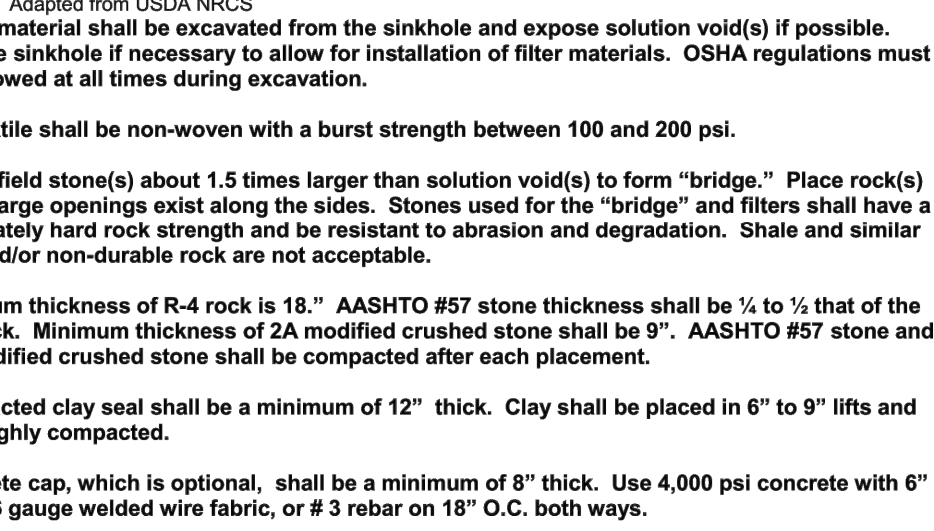 Adapted from USDA NRCS
material shall be excavated from the sinkhole and expose solution void(s) if possible.
e sinkhole if necessary to allow for installation of filter materials.  OSHA regulations must
owed at all times during excavation.
tile shall be non-woven with a burst strength between 100 and 200 psi.
field stone(s) about 1.5 times larger than solution void(s) to form “bridge.”  Place rock(s)
arge openings exist along the sides.  Stones used for the “bridge” and filters shall have a
ately hard rock strength and be resistant to abrasion and degradation.  Shale and similar
d/or non-durable rock are not acceptable.
um thickness of R-4 rock is 18.”  AASHTO #57 stone thickness shall be ¼ to ½ that of the
ck.  Minimum thickness of 2A modified crushed stone shall be 9”.  AASHTO #57 stone and
dified crushed stone shall be compacted after each placement.
cted clay seal shall be a minimum of 12”  thick.  Clay shall be placed in 6” to 9” lifts and
ghly compacted.
ete cap, which is optional,  shall be a minimum of 8” thick.  Use 4,000 psi concrete with 6”
6 gauge welded wire fabric, or # 3 rebar on 18” O.C. both ways.